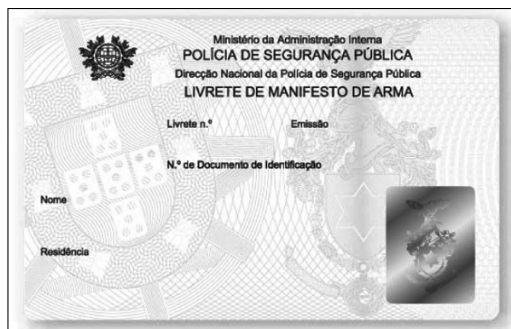 Ministério da Administração Interna
POLÍCIA DE SEGURANÇA PÚBLICA
Direcção Nacional da Polícia de Segurança Pública
LIVRETE DE MANIFESTO DE ARMA
Livrete n.º Emissão
N.º de Documento de Identificação
Nome
Residência